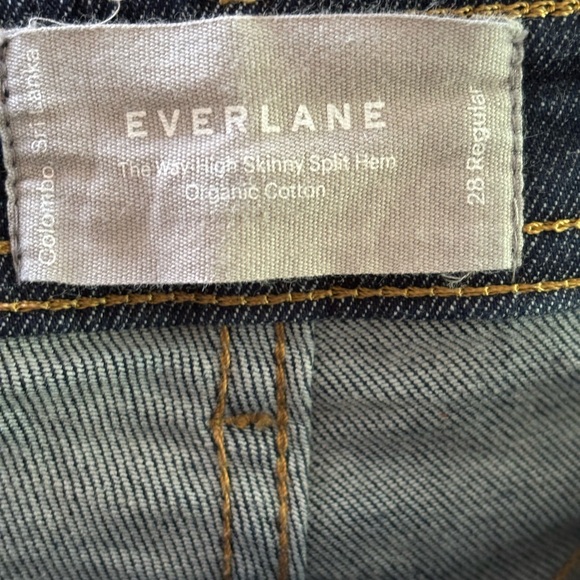 Colombo, Sri Lanka
EVERLANE
The Way-High Skinny Split Hem
Organic Cotton
28 Regular